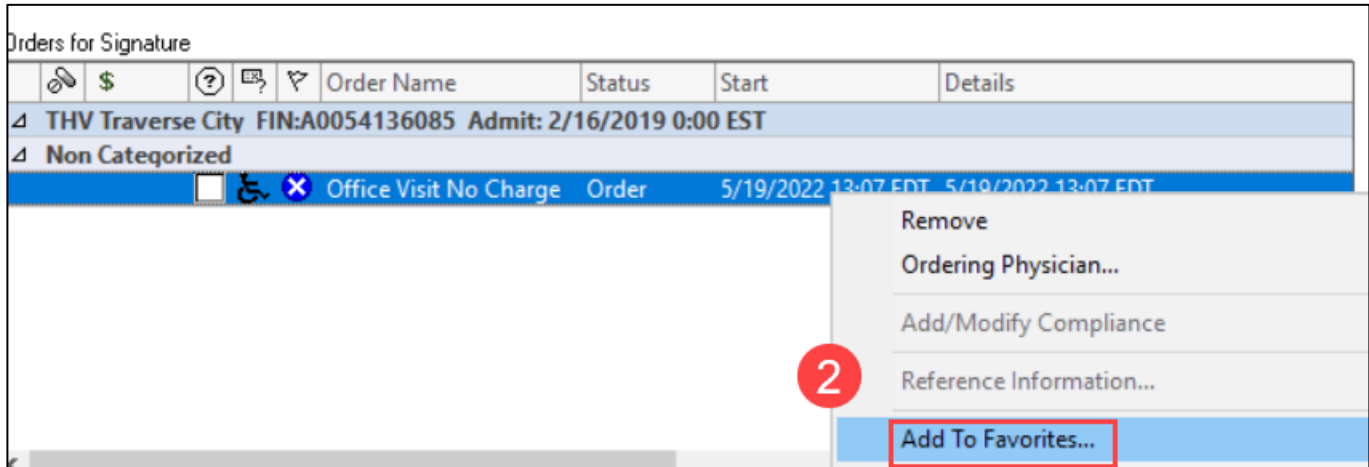 Orders for Signature
$ ? Order Name Status Start Details
THV Traverse City FIN:A0054136085 Admit: 2/16/2019 0:00 EST
Non Categorized
Office Visit No Charge Order 5/19/2022 13:07 EDT 5/19/2022 13:07 EDT
Remove
Ordering Physician...
Add/Modify Compliance
2
Reference Information...
Add To Favorites...